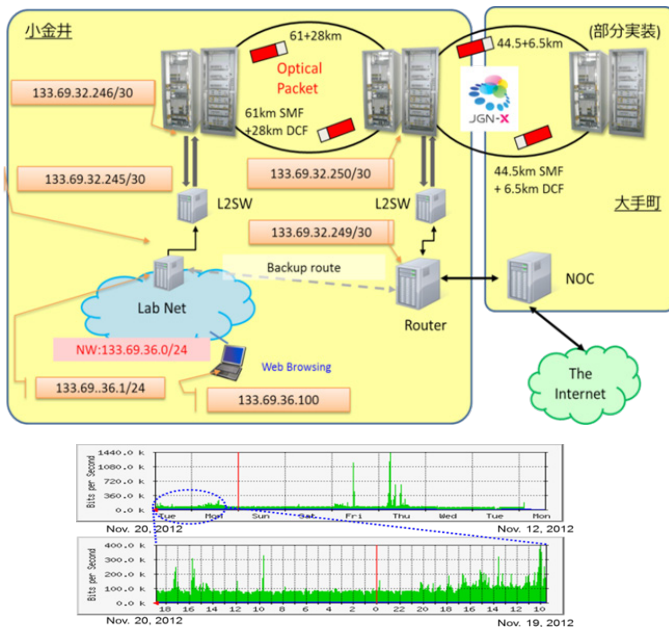 小金井
(部分実装)
61+28km
44.5+6.5km
Optical
Packet
JGN-X
133.69.32.246/30
61km SMF
+28km DCF
133.69.32.250/30
44.5km SMF
+ 6.5km DCF
133.69.32.245/30
L2SW
L2SW
大手町
133.69.32.249/30
Backup route
Lab Net
NOC
Router
NW:133.69.36.0/24
Web Browsing
133.69..36.1/24
133.69.36.100
The
Internet
Bits per Second
1440.0 k
1080.0 k
720.0 k
360.0 k
0.0 k
Tue Mon Sun Sat Fri Thu Wed Tue Mon
Nov. 20, 2012 Nov. 12, 2012
Bits per Second
400.0 k
300.0 k
200.0 k
100.0 k
0.0 k
18 16 14 12 10 8 6 4 2 0 22 20 18 16 14 12 10
Nov. 20, 2012 Nov. 19, 2012